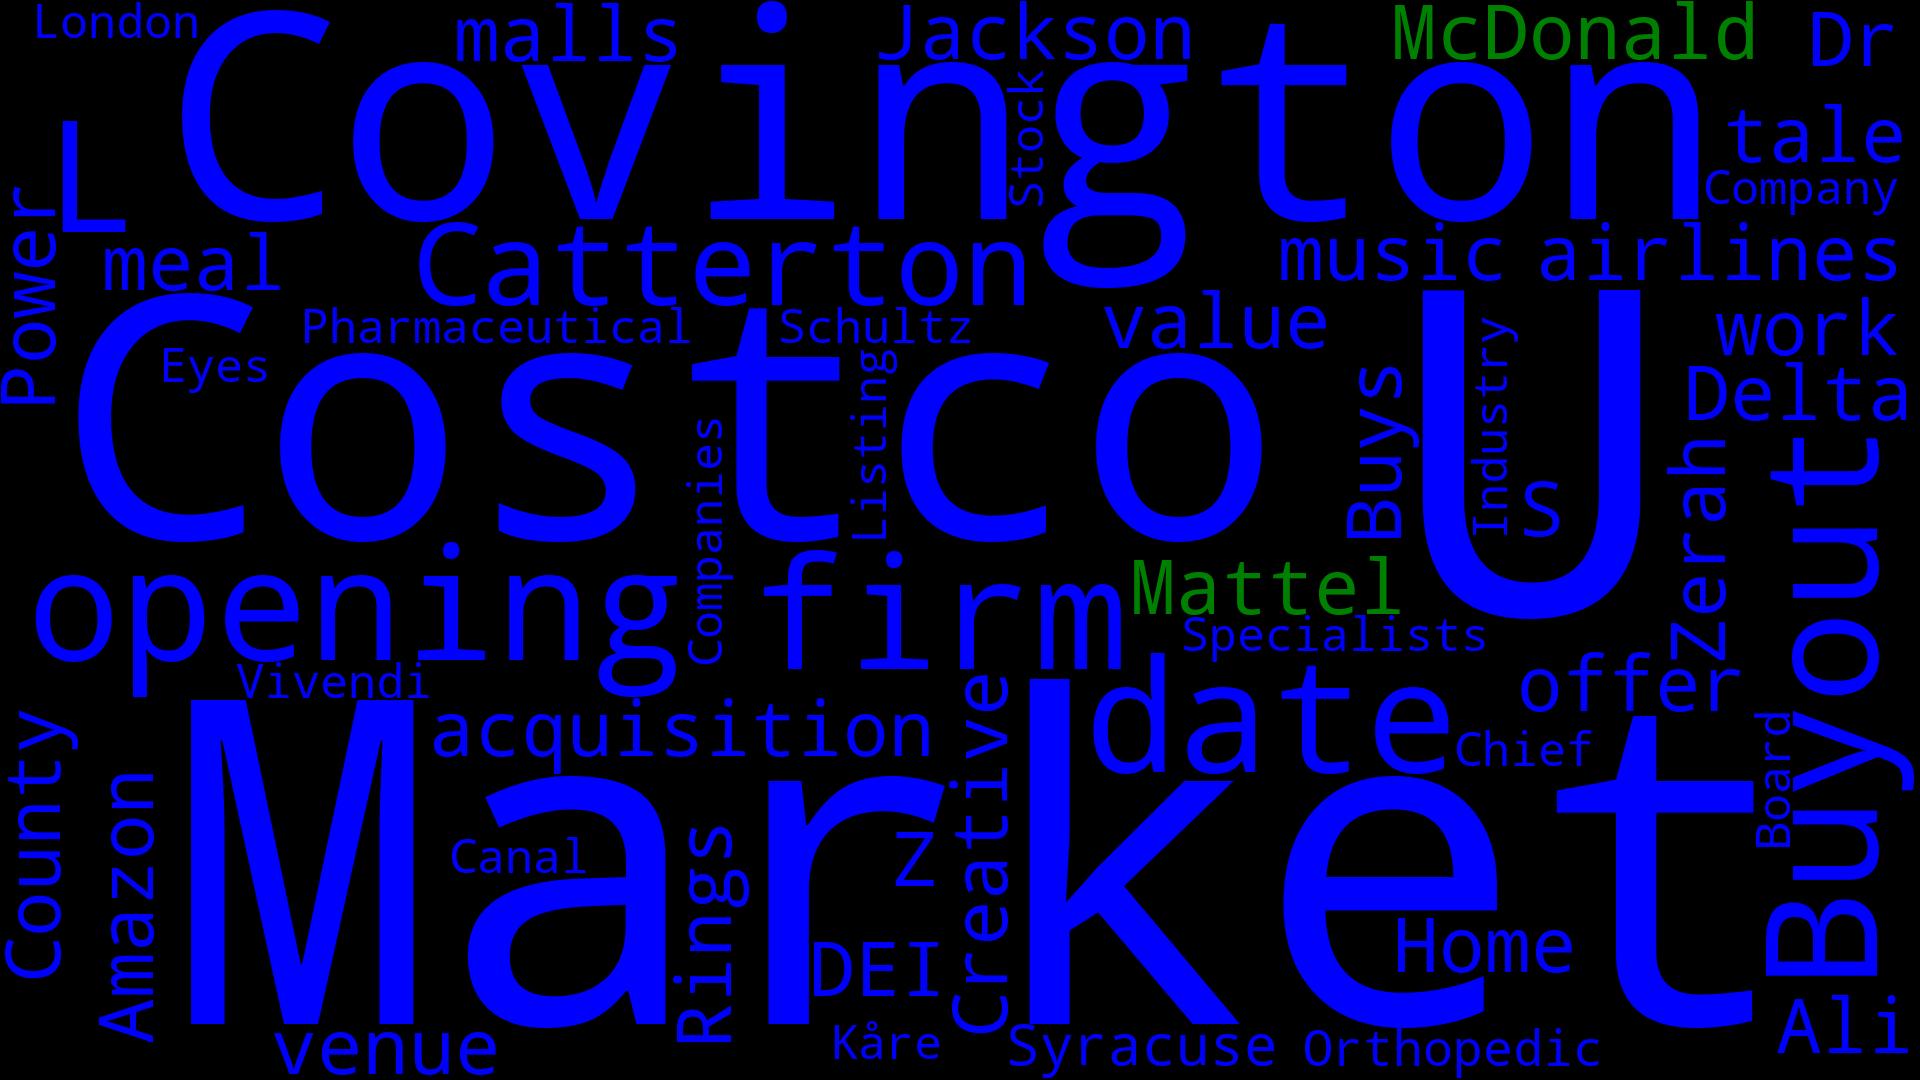 London
malls
Jackson
McDonald
Dr
Covington
Stock
tale
L
Company
Power
meal
Catterton
music
airlines
Pharmaceutical
Schultz
value
work
Eyes
Costco
Listing
Buys
U
Industry
S
Delta
Companies
Zerah
Buyout
opening
firm
Mattel
Specialists
Vivendi
date
offer
acquisition
Creative
Chief
Board
County
Amazon
Market
Canal
Rings
Z
DEI
Home
Ali
venue
Kåre
Syracuse
Orthopedic